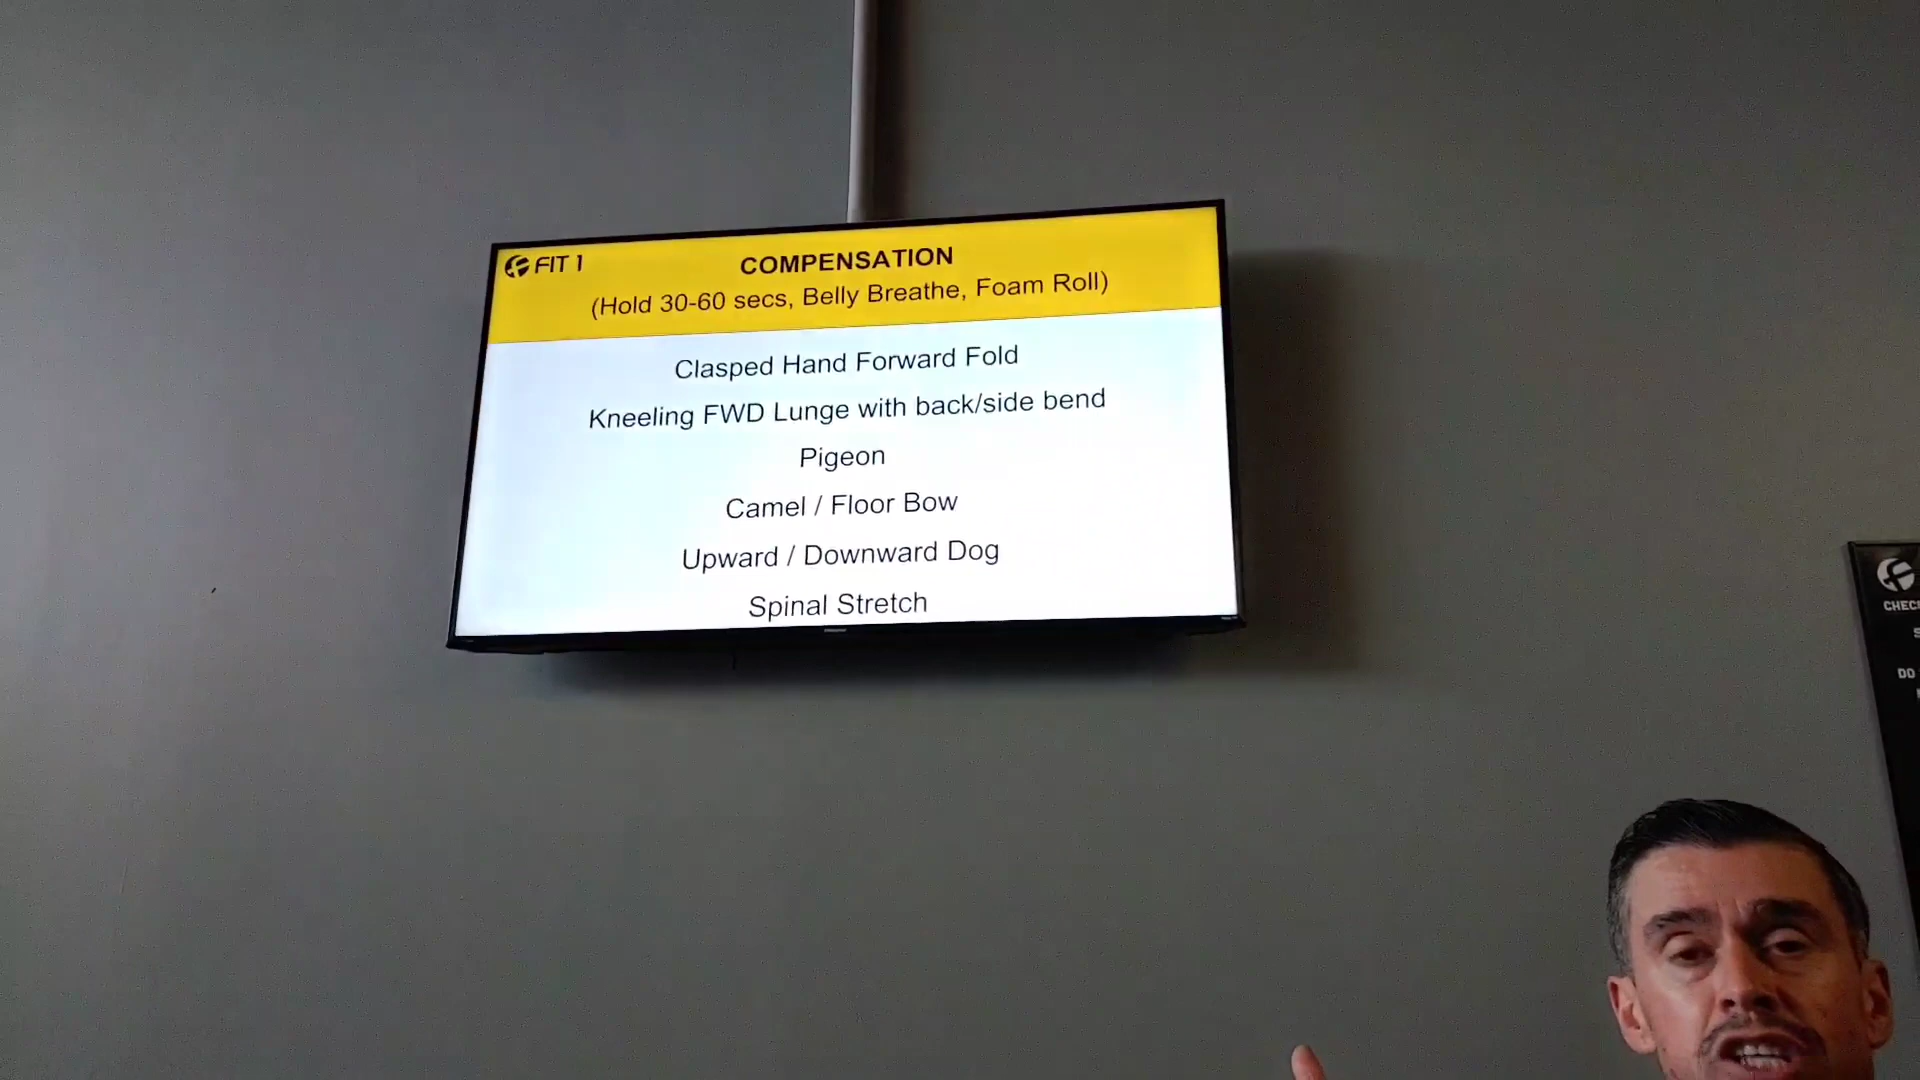 FIT 1
COMPENSATION
(Hold 30-60 secs, Belly Breathe, Foam Roll)
Clasped Hand Forward Fold
Kneeling FWD Lunge with back/side bend
Pigeon
Camel / Floor Bow
Upward / Downward Dog
Spinal Stretch
DO